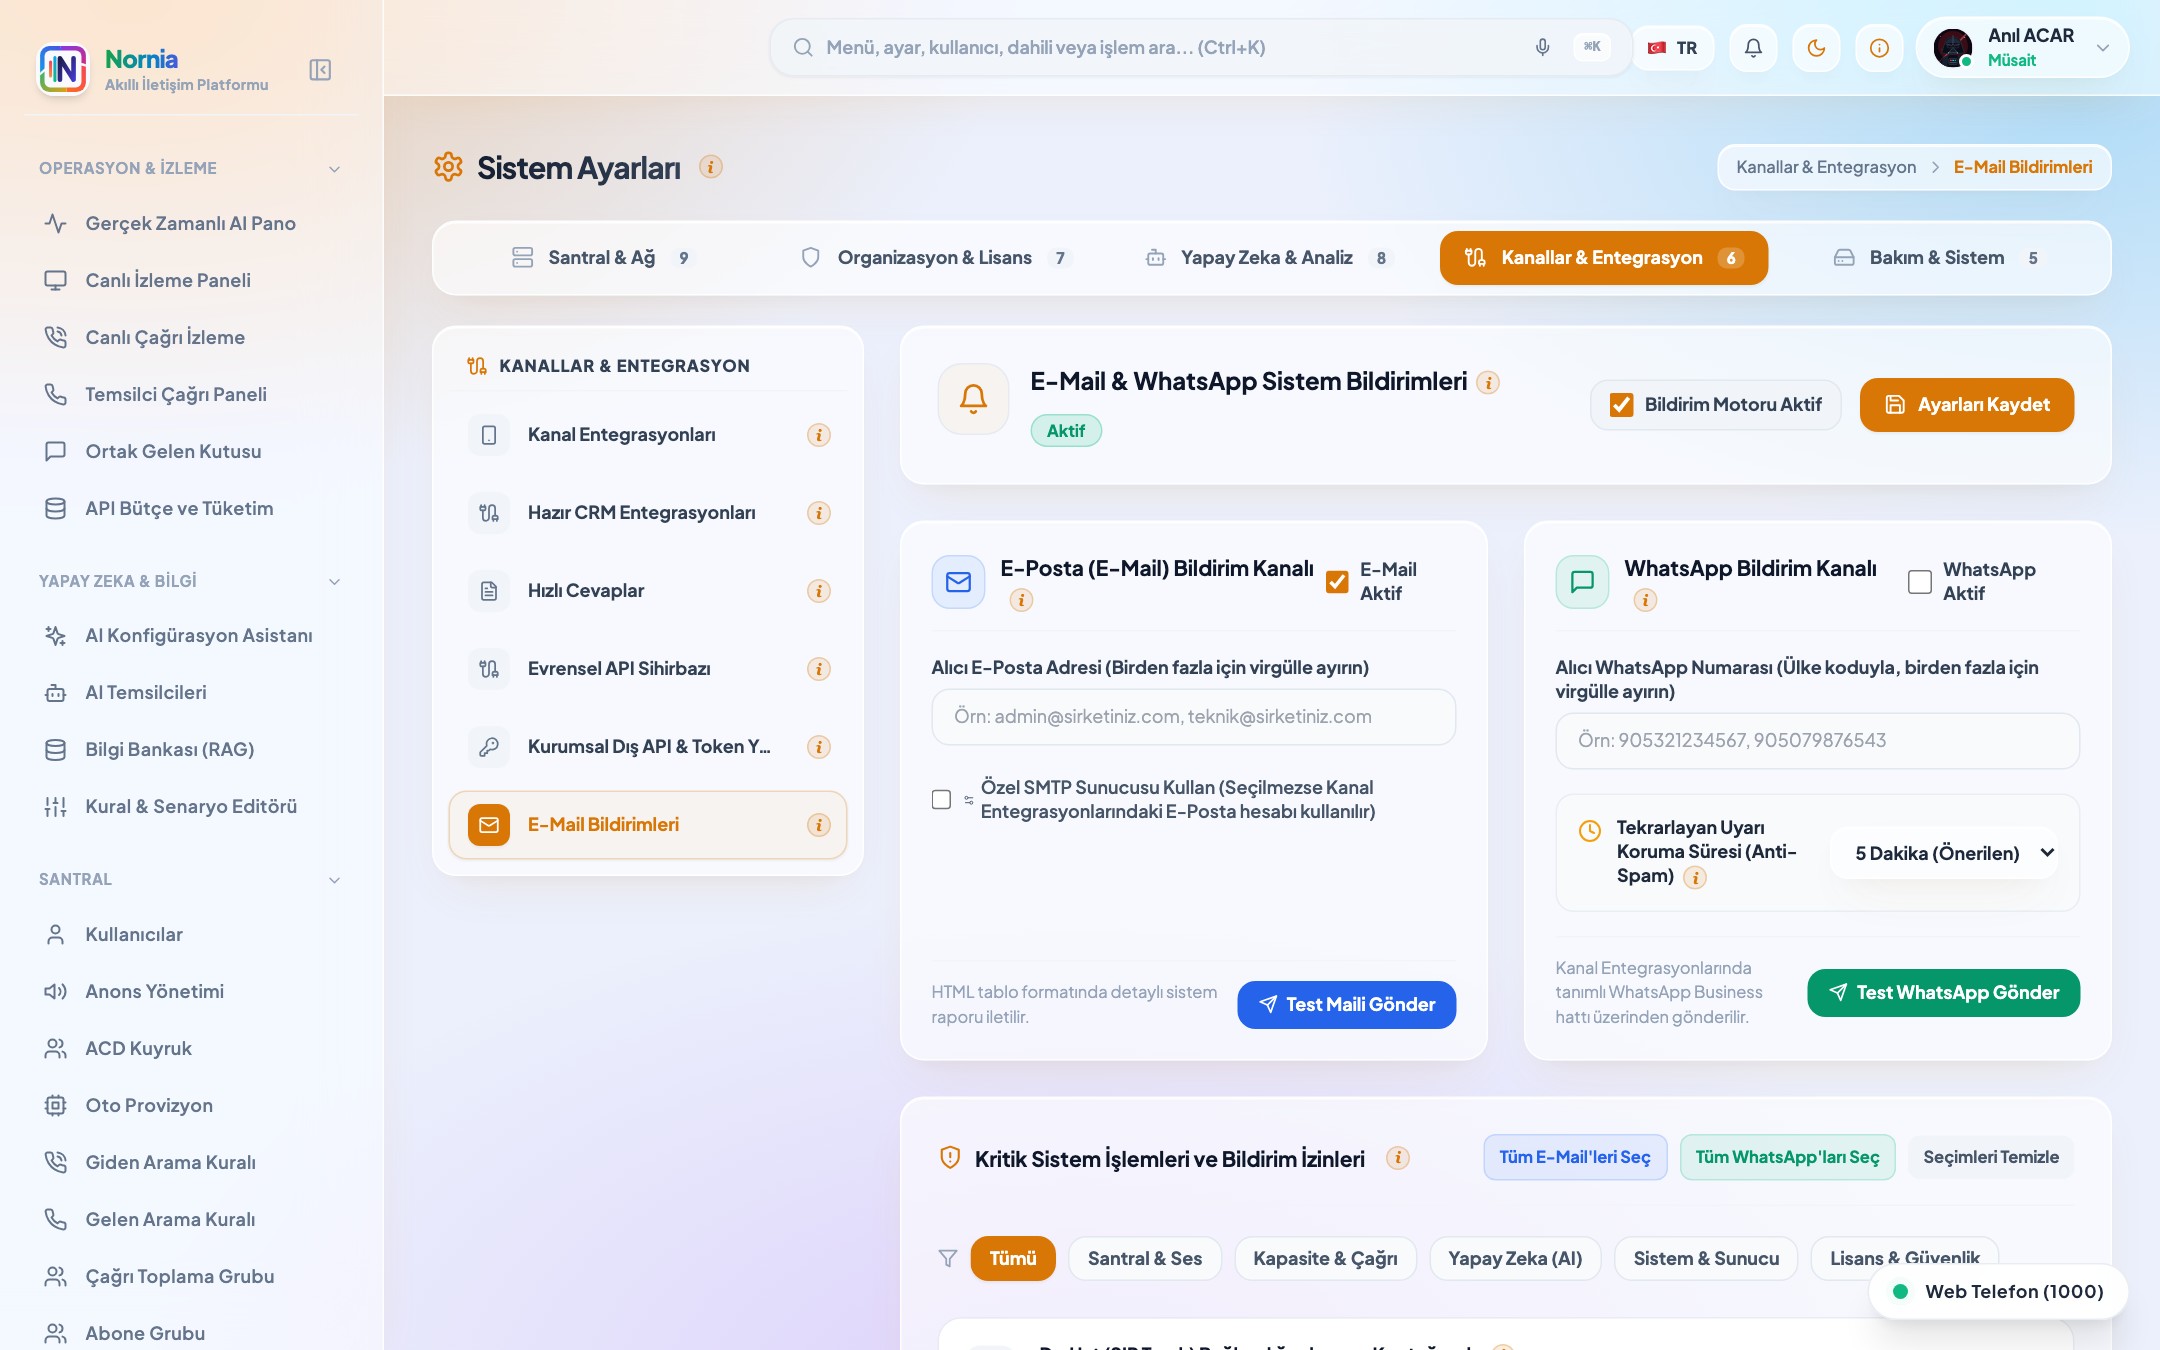 Nornia
Akıllı İletişim Platformu
Menü, ayar, kullanıcı, dahili veya işlem ara... (Ctrl+K)
⌘K
TR
Anıl ACAR
Müsait
OPERASYON & İZLEME
Gerçek Zamanlı AI Pano
Canlı İzleme Paneli
Canlı Çağrı İzleme
Temsilci Çağrı Paneli
Ortak Gelen Kutusu
API Bütçe ve Tüketim
YAPAY ZEKA & BİLGİ
AI Konfigürasyon Asistanı
AI Temsilcileri
Bilgi Bankası (RAG)
Kural & Senaryo Editörü
SANTRAL
Kullanıcılar
Anons Yönetimi
ACD Kuyruk
Oto Provizyon
Giden Arama Kuralı
Gelen Arama Kuralı
Çağrı Toplama Grubu
Abone Grubu
Sistem Ayarları
Kanallar & Entegrasyon > E-Mail Bildirimleri
Santral & Ağ 9
Organizasyon & Lisans 7
Yapay Zeka & Analiz 8
Kanallar & Entegrasyon 6
Bakım & Sistem 5
KANALLAR & ENTEGRASYON
Kanal Entegrasyonları
Hazır CRM Entegrasyonları
Hızlı Cevaplar
Evrensel API Sihirbazı
Kurumsal Dış API & Token Y...
E-Mail Bildirimleri
E-Mail & WhatsApp Sistem Bildirimleri
Aktif
Bildirim Motoru Aktif
Ayarları Kaydet
E-Posta (E-Mail) Bildirim Kanalı
E-Mail
Aktif
Alıcı E-Posta Adresi (Birden fazla için virgülle ayırın)
Örn: admin@sirketiniz.com, teknik@sirketiniz.com
Özel SMTP Sunucusu Kullan (Seçilmezse Kanal
Entegrasyonlarındaki E-Posta hesabı kullanılır)
HTML tablo formatında detaylı sistem
raporu iletilir.
Test Maili Gönder
WhatsApp Bildirim Kanalı
WhatsApp
Aktif
Alıcı WhatsApp Numarası (Ülke koduyla, birden fazla için
virgülle ayırın)
Örn: 905321234567, 905079876543
Tekrarlayan Uyarı
Koruma Süresi (Anti-
Spam)
5 Dakika (Önerilen)
Kanal Entegrasyonlarında
tanımlı WhatsApp Business
hattı üzerinden gönderilir.
Test WhatsApp Gönder
Kritik Sistem İşlemleri ve Bildirim İzinleri
Tüm E-Mail'leri Seç
Tüm WhatsApp'ları Seç
Seçimleri Temizle
Tümü
Santral & Ses
Kapasite & Çağrı
Yapay Zeka (AI)
Sistem & Sunucu
Lisans & Güvenlik
Web Telefon (1000)